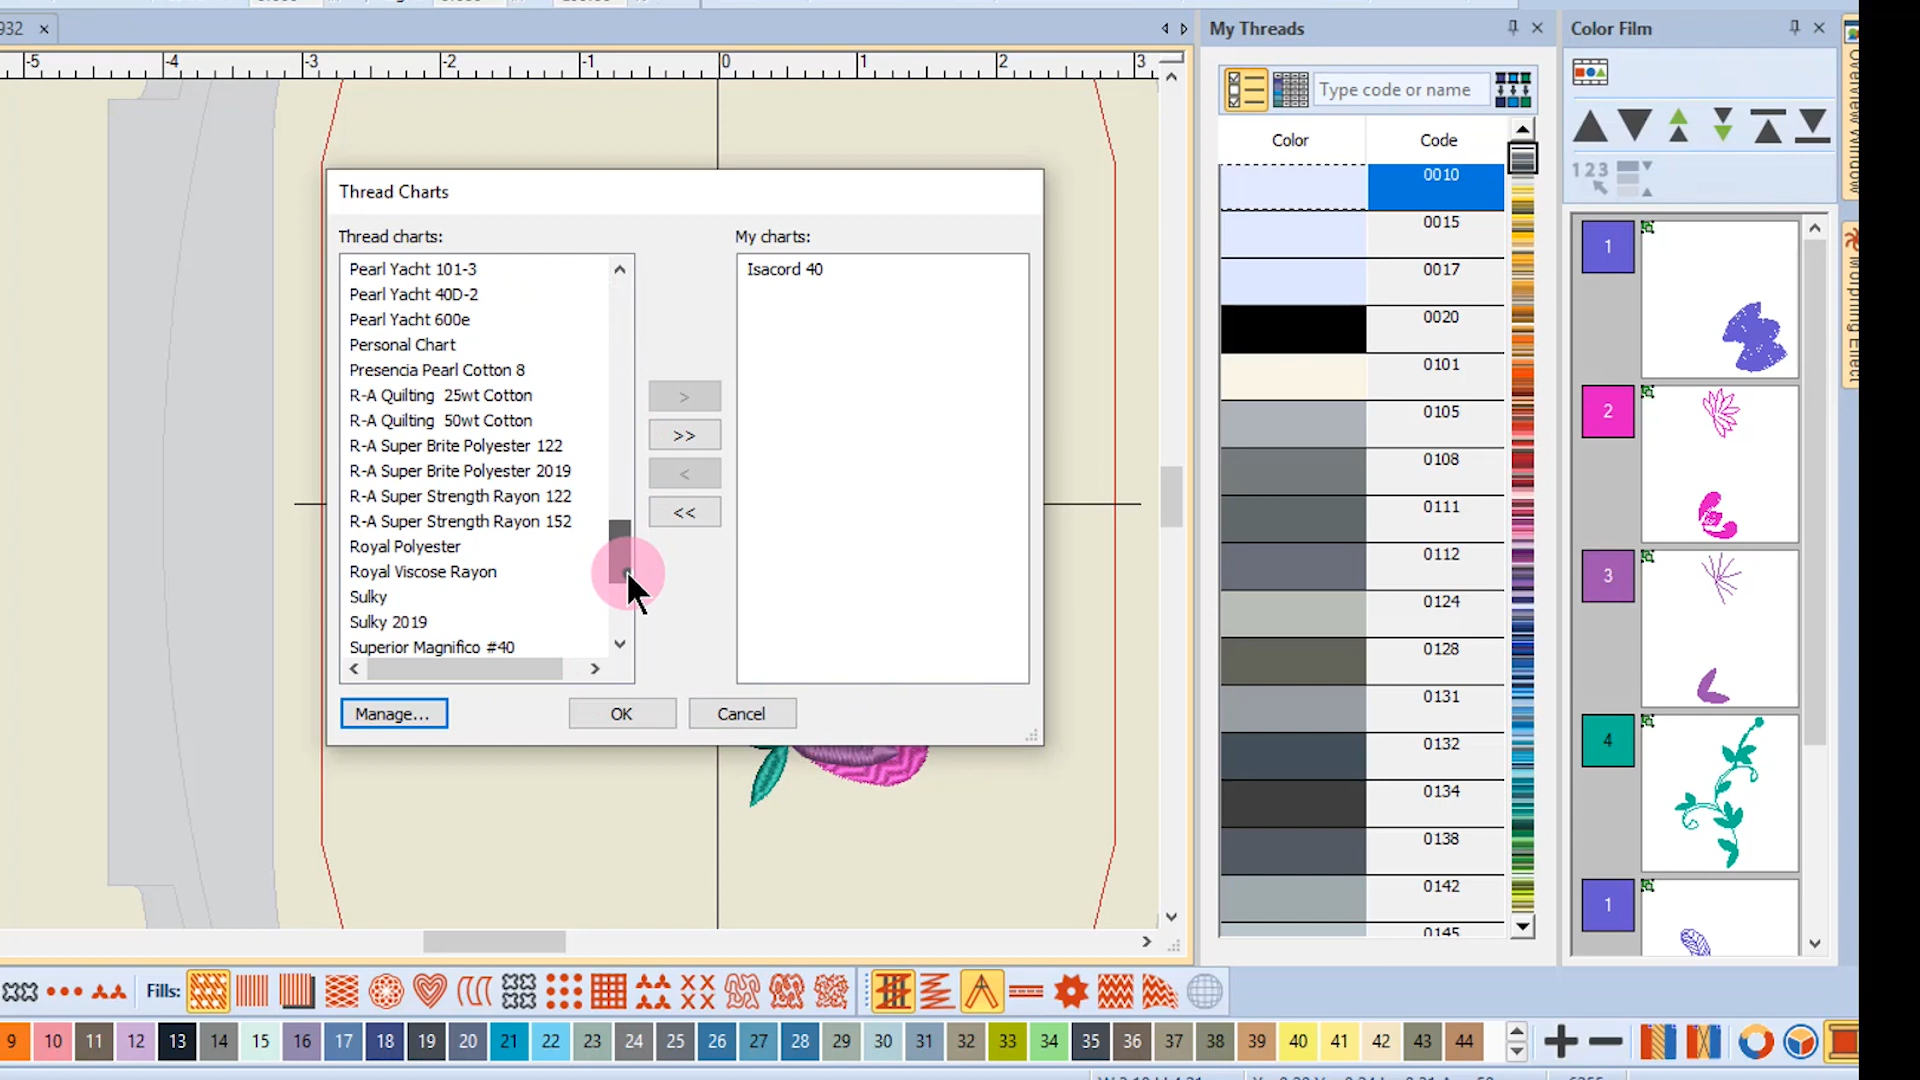 932
My Threads
Color Film
-5 -4 -3 -2 -1 0 1 2 3
Type code or name
Color Code
0010
0015
0017
0020
0101
0105
0108
0111
0112
0124
0128
0131
0132
0134
0138
0142
0145
Thread Charts
Thread charts:
My charts:
Pearl Yacht 101-3
Pearl Yacht 40D-2
Pearl Yacht 600e
Personal Chart
Presencia Pearl Cotton 8
R-A Quilting 25wt Cotton
R-A Quilting 50wt Cotton
R-A Super Brite Polyester 122
R-A Super Brite Polyester 2019
R-A Super Strength Rayon 122
R-A Super Strength Rayon 152
Royal Polyester
Royal Viscose Rayon
Sulky
Sulky 2019
Superior Magnifico #40
>
>>
<
<<
Isacord 40
Manage...
OK
Cancel
1 2 3
1
2
3
4
1
Overview Window
Morphing Effect
Fills:
9 10 11 12 13 14 15 16 17 18 19 20 21 22 23 24 25 26 27 28 29 30 31 32 33 34 35 36 37 38 39 40 41 42 43 44